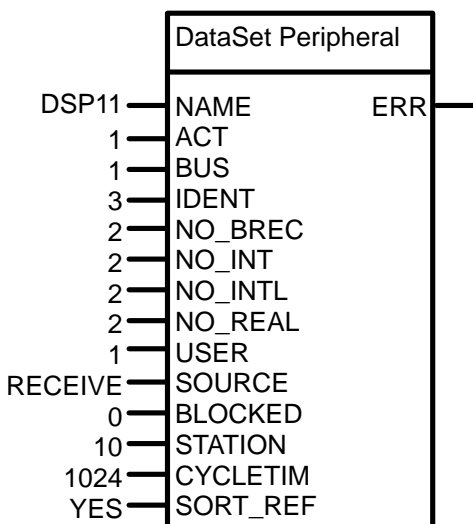 DataSet Peripheral
DSP11 NAME ERR
1 ACT
1 BUS
3 IDENT
2 NO_BREC
2 NO_INT
2 NO_INTL
2 NO_REAL
1 USER
RECEIVE SOURCE
0 BLOCKED
10 STATION
1024 CYCLETIM
YES SORT_REF